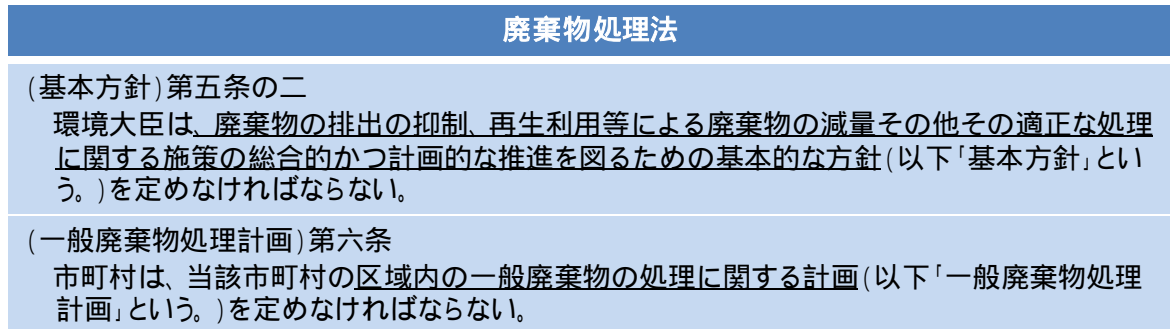 廃棄物処理法
(基本方針)第五条の二
環境大臣は、廃棄物の排出の抑制、再生利用等による廃棄物の減量その他その適正な処理
に関する施策の総合的かつ計画的な推進を図るための基本的な方針(以下「基本方針」とい
う。)を定めなければならない。
(一般廃棄物処理計画)第六条
市町村は、当該市町村の区域内の一般廃棄物の処理に関する計画(以下「一般廃棄物処理
計画」という。)を定めなければならない。